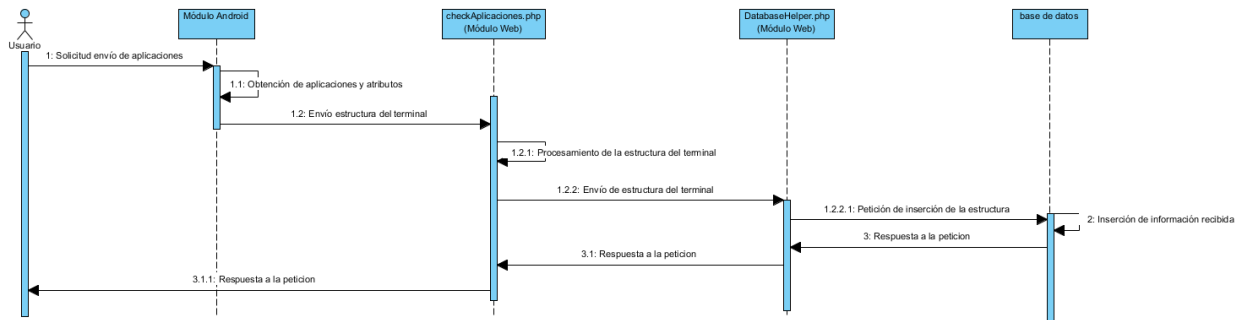 Módulo Android
checkAplicaciones.php
(Módulo Web)
DatabaseHelper.php
(Módulo Web)
base de datos
Usuario
1: Solicitud envío de aplicaciones
1.1: Obtención de aplicaciones y atributos
1.2: Envío estructura del terminal
1.2.1: Procesamiento de la estructura del terminal
1.2.2: Envío de estructura del terminal
1.2.2.1: Petición de inserción de la estructura
2: Inserción de información recibida
3: Respuesta a la peticion
3.1: Respuesta a la peticion
3.1.1: Respuesta a la peticion